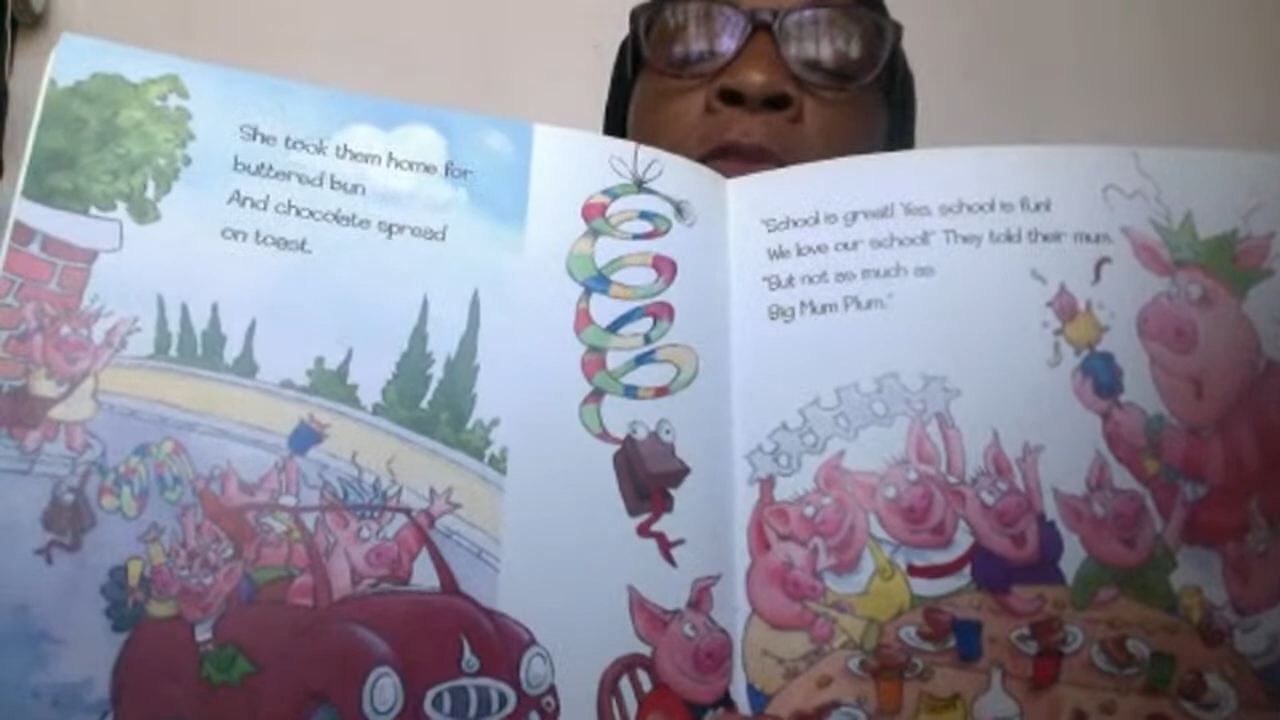 She took them home for
buttered bun
And chocolate spread
on toast.
"School is great! Yes, school is fun!
We love our school!" They told their mum.
"But not as much as
Big Mum Plum."